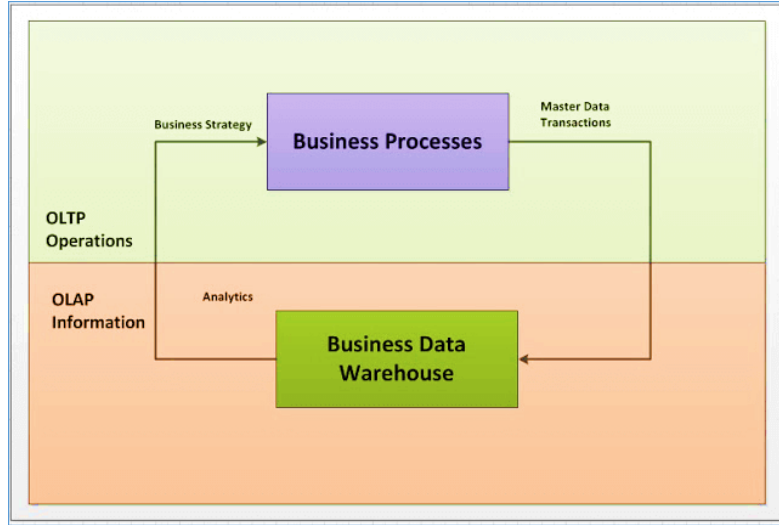 Business Strategy
Business Processes
Master Data
Transactions
OLTP
Operations
OLAP
Information
Analytics
Business Data
Warehouse